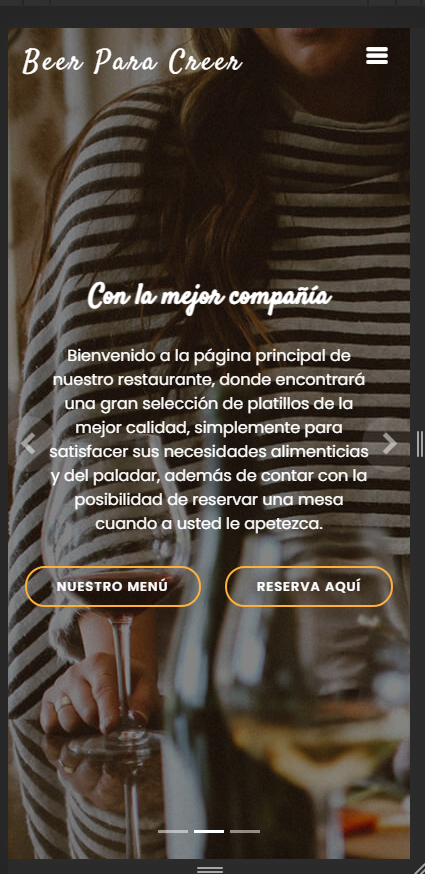 Beer Para Creer
Con la mejor compañía
Bienvenido a la página principal de
nuestro restaurante, donde encontrará
una gran selección de platillos de la
mejor calidad, simplemente para
satisfacer sus necesidades alimenticias
y del paladar, además de contar con la
posibilidad de reservar una mesa
cuando a usted le apetezca.
NUESTRO MENÚ
RESERVA AQUÍ